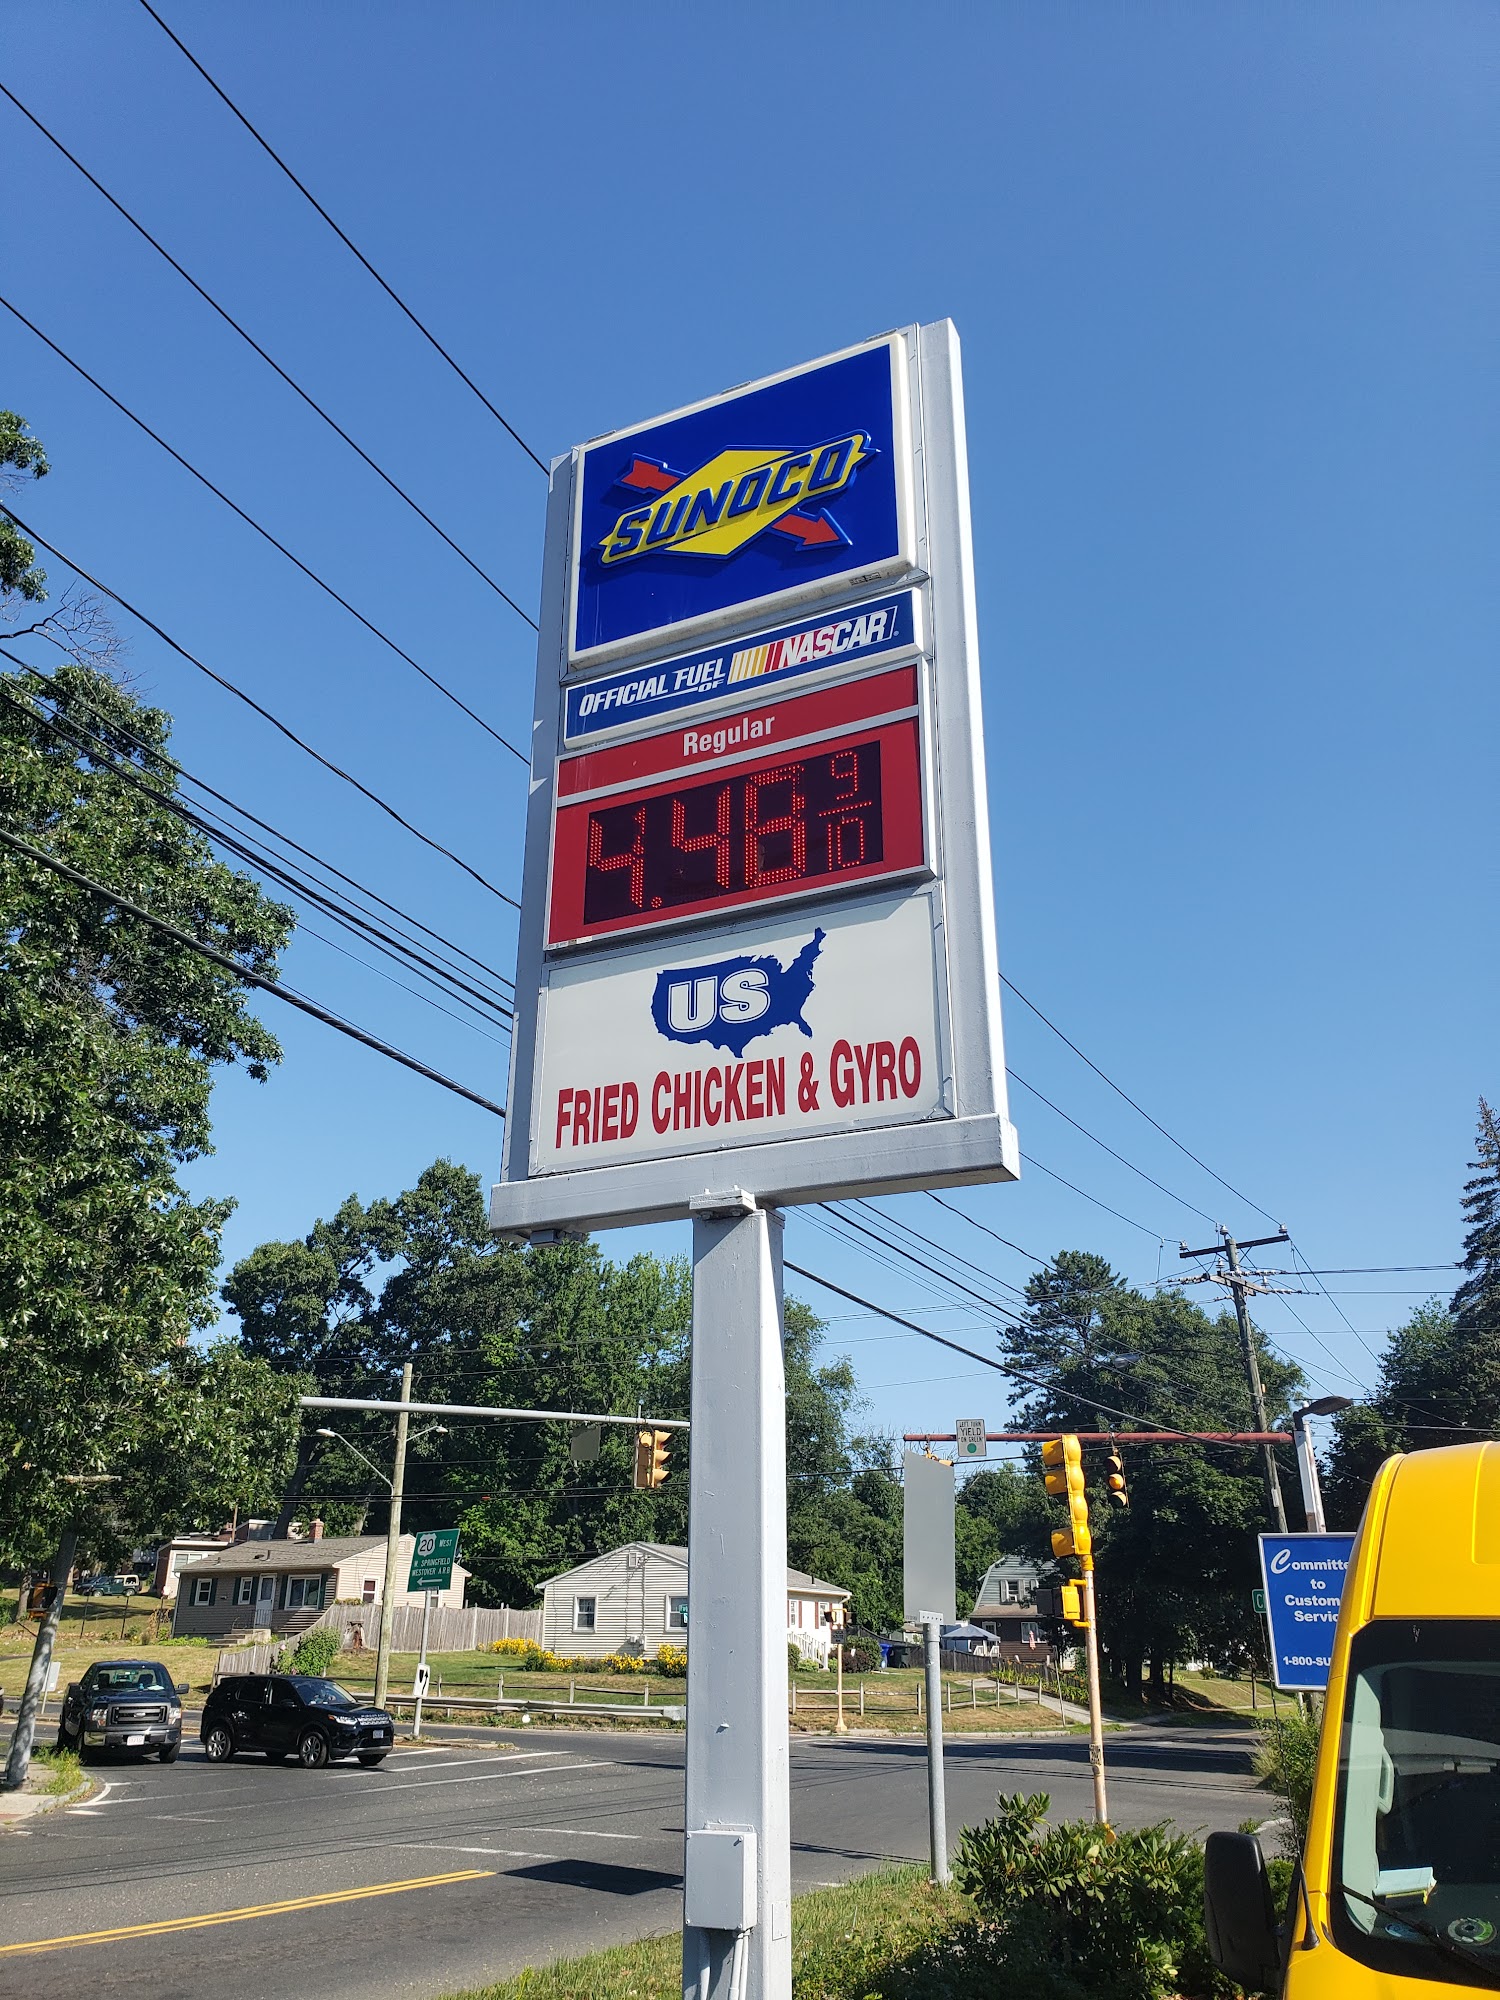 SUNOCO
OFFICIAL FUEL OF NASCAR
Regular
4.48 9/10
US
FRIED CHICKEN & GYRO
LEFT TURN
YIELD
ON GREEN
20 WEST
W SPRINGFIELD
WESTOVER A.R.B
Committe
to
Custom
Servic
1-800-SU